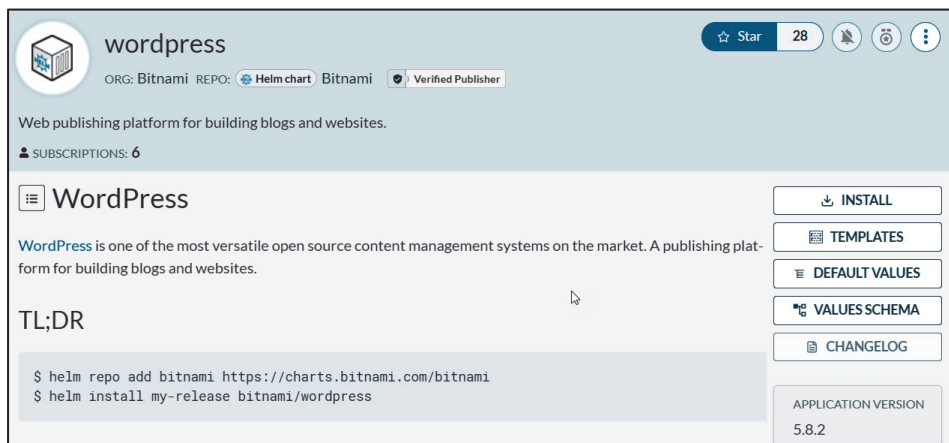 wordpress
Star 28
ORG: Bitnami REPO: Helm chart Bitnami Verified Publisher
Web publishing platform for building blogs and websites.
SUBSCRIPTIONS: 6
WordPress
INSTALL
WordPress is one of the most versatile open source content management systems on the market. A publishing plat-
form for building blogs and websites.
TEMPLATES
DEFAULT VALUES
VALUES SCHEMA
CHANGELOG
TL;DR
$ helm repo add bitnami https://charts.bitnami.com/bitnami
$ helm install my-release bitnami/wordpress
APPLICATION VERSION
5.8.2